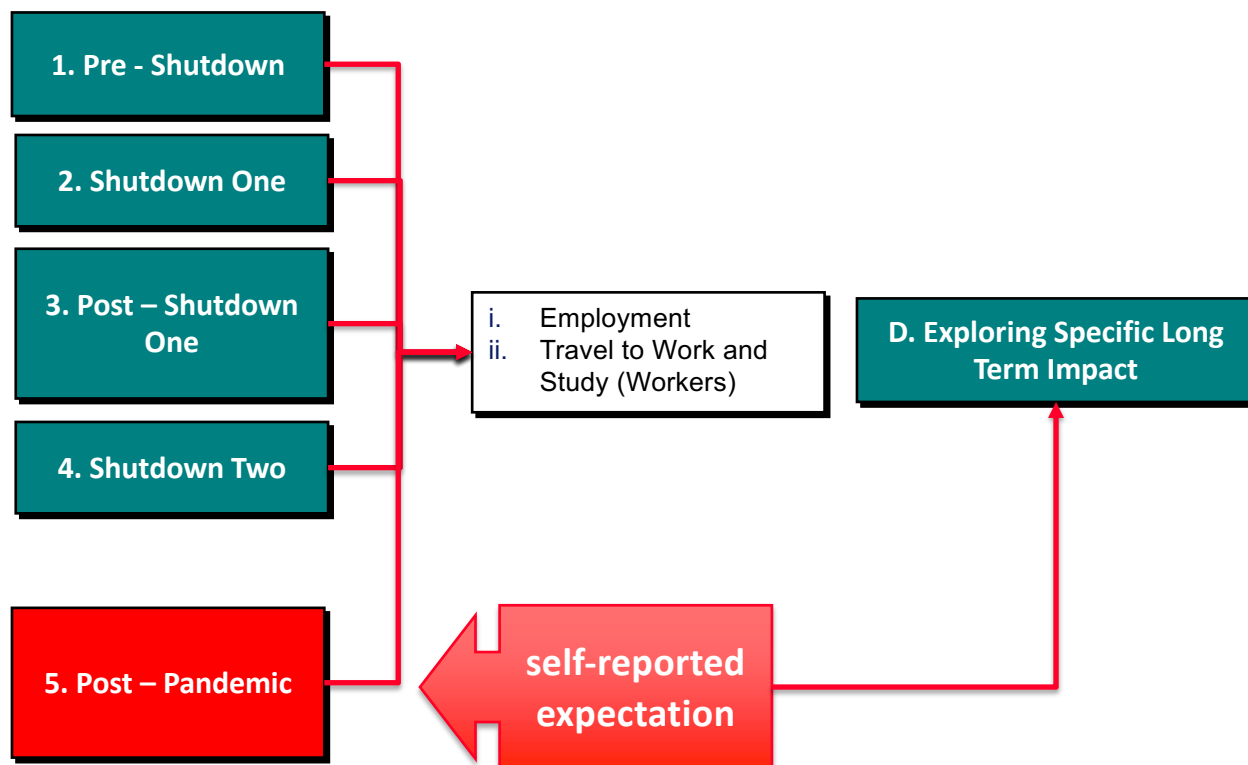 1. Pre - Shutdown
2. Shutdown One
3. Post – Shutdown
One
4. Shutdown Two
5. Post – Pandemic
i. Employment
ii. Travel to Work and
Study (Workers)
self-reported
expectation
D. Exploring Specific Long
Term Impact